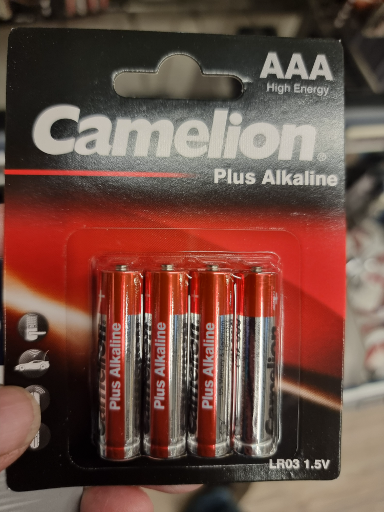 AAA
High Energy
Camelion®
Plus Alkaline
Camelion
Plus Alkaline
Camelion
Plus Alkaline
Camelion
Plus Alkaline
Camelion
LR03 1.5V